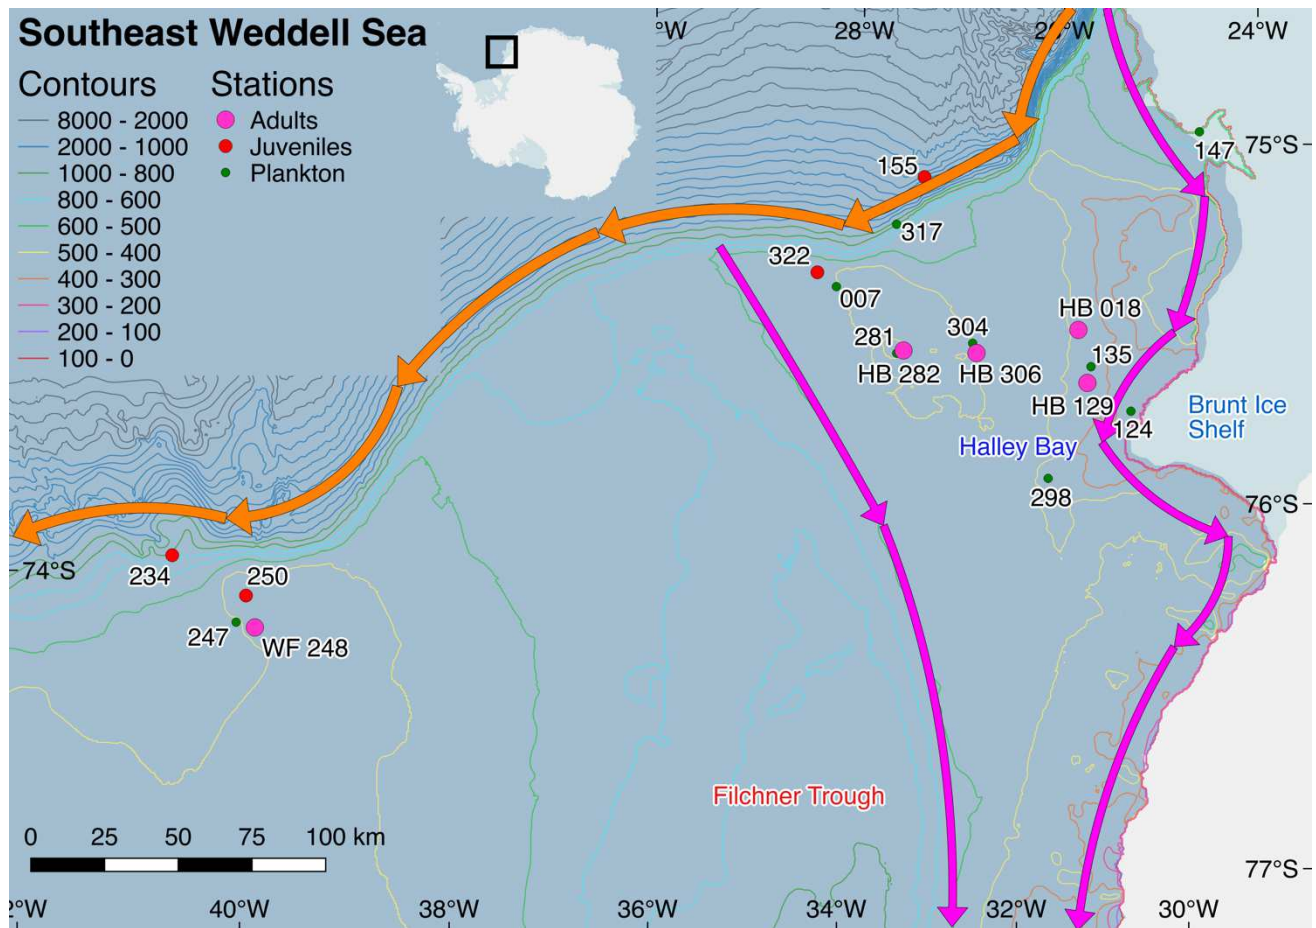 Southeast Weddell Sea
Contours
8000 - 2000
2000 - 1000
1000 - 800
800 - 600
600 - 500
500 - 400
400 - 300
300 - 200
200 - 100
100 - 0
Stations
Adults
Juveniles
Plankton
°W
28°W
26°W
24°W
75°S
147
155
317
322
007
HB 018
304
281
135
HB 282
HB 306
HB 129
124
Brunt Ice
Shelf
Halley Bay
298
76°S
74°S
234
250
247
WF 248
Filchner Trough
0 25 50 75 100 km
77°S
2°W
40°W
38°W
36°W
34°W
32°W
30°W